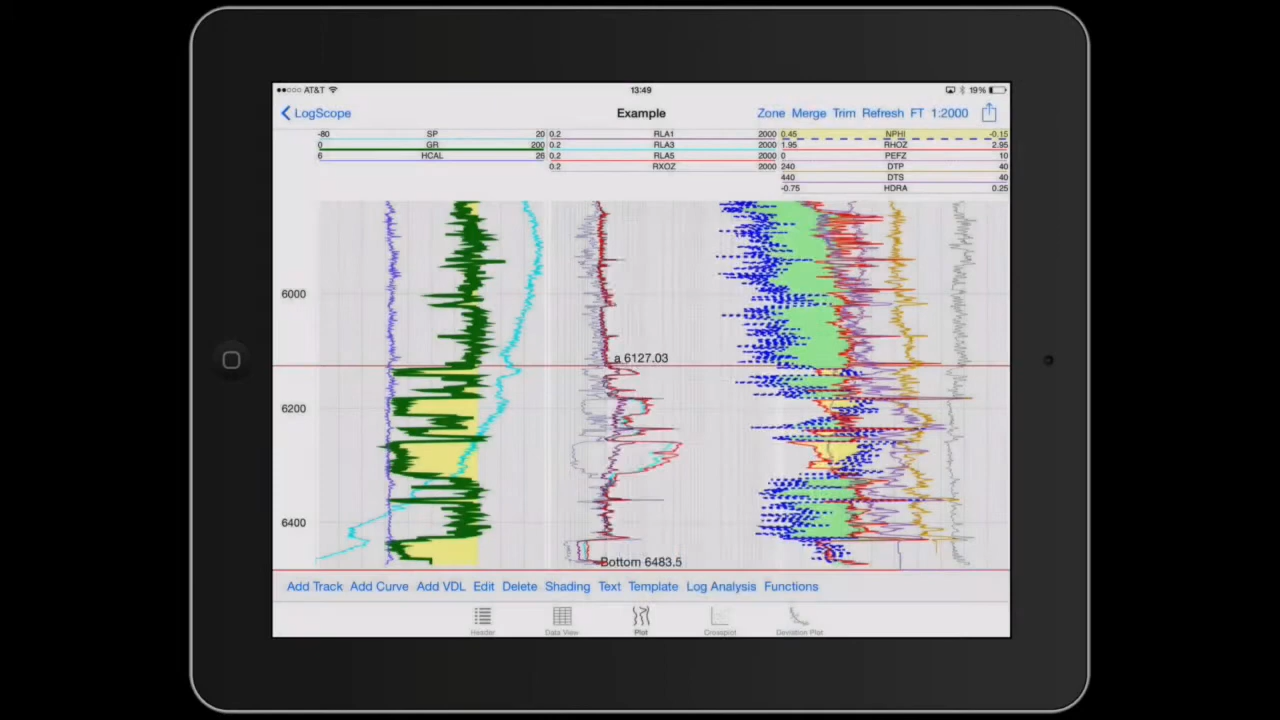 AT&T 13:49 19%
LogScope Example Zone Merge Trim Refresh FT 1:2000
-80 SP 20 0.2 RLA1 2000 0.45 NPHI -0.15
0 GR 200 0.2 RLA3 2000 1.95 RHOZ 2.95
6 HCAL 26 0.2 RLA5 2000 0 PEFZ 10
0.2 RXOZ 2000 240 DTP 40
440 DTS 40
-0.75 HDRA 0.25
6000
a 6127.03
6200
6400
Bottom 6483.5
Add Track Add Curve Add VDL Edit Delete Shading Text Template Log Analysis Functions
Header Data View Plot Crossplot Deviation Plot